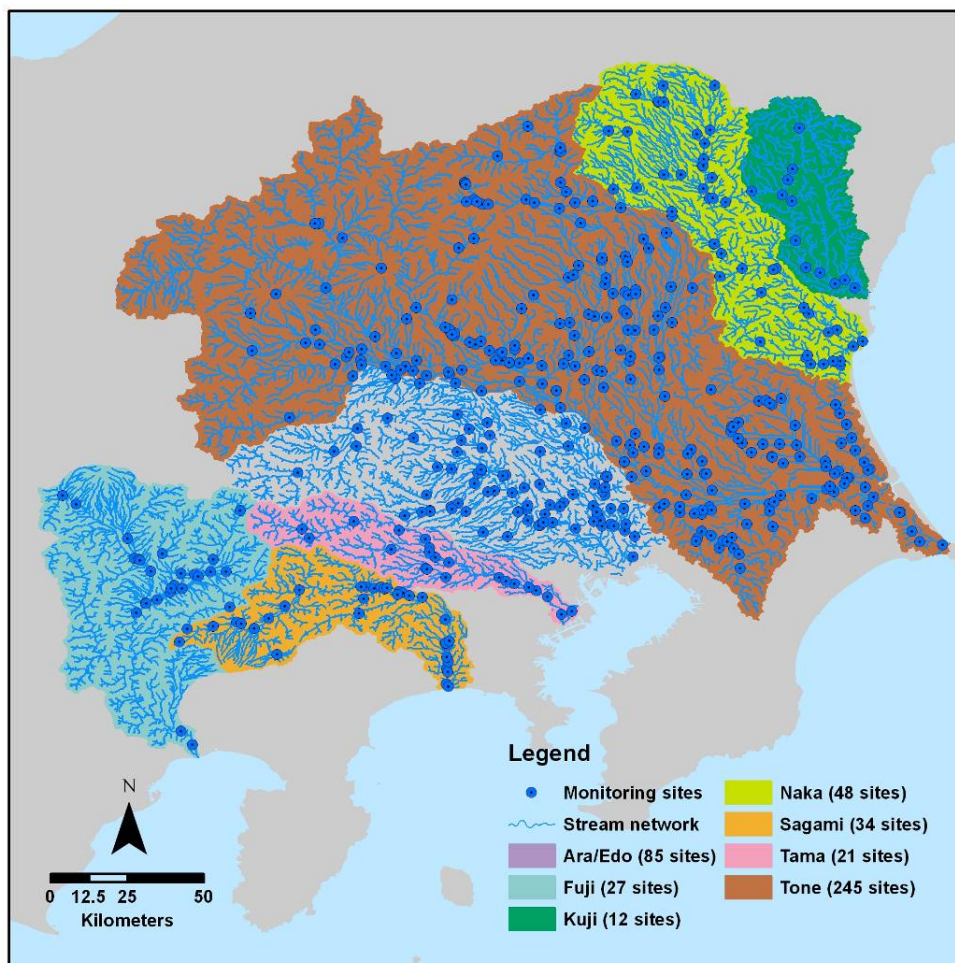 Legend
Monitoring sites
Stream network
Ara/Edo (85 sites)
Fuji (27 sites)
Kuji (12 sites)
Naka (48 sites)
Sagami (34 sites)
Tama (21 sites)
Tone (245 sites)
N
0 12.5 25 50
Kilometers